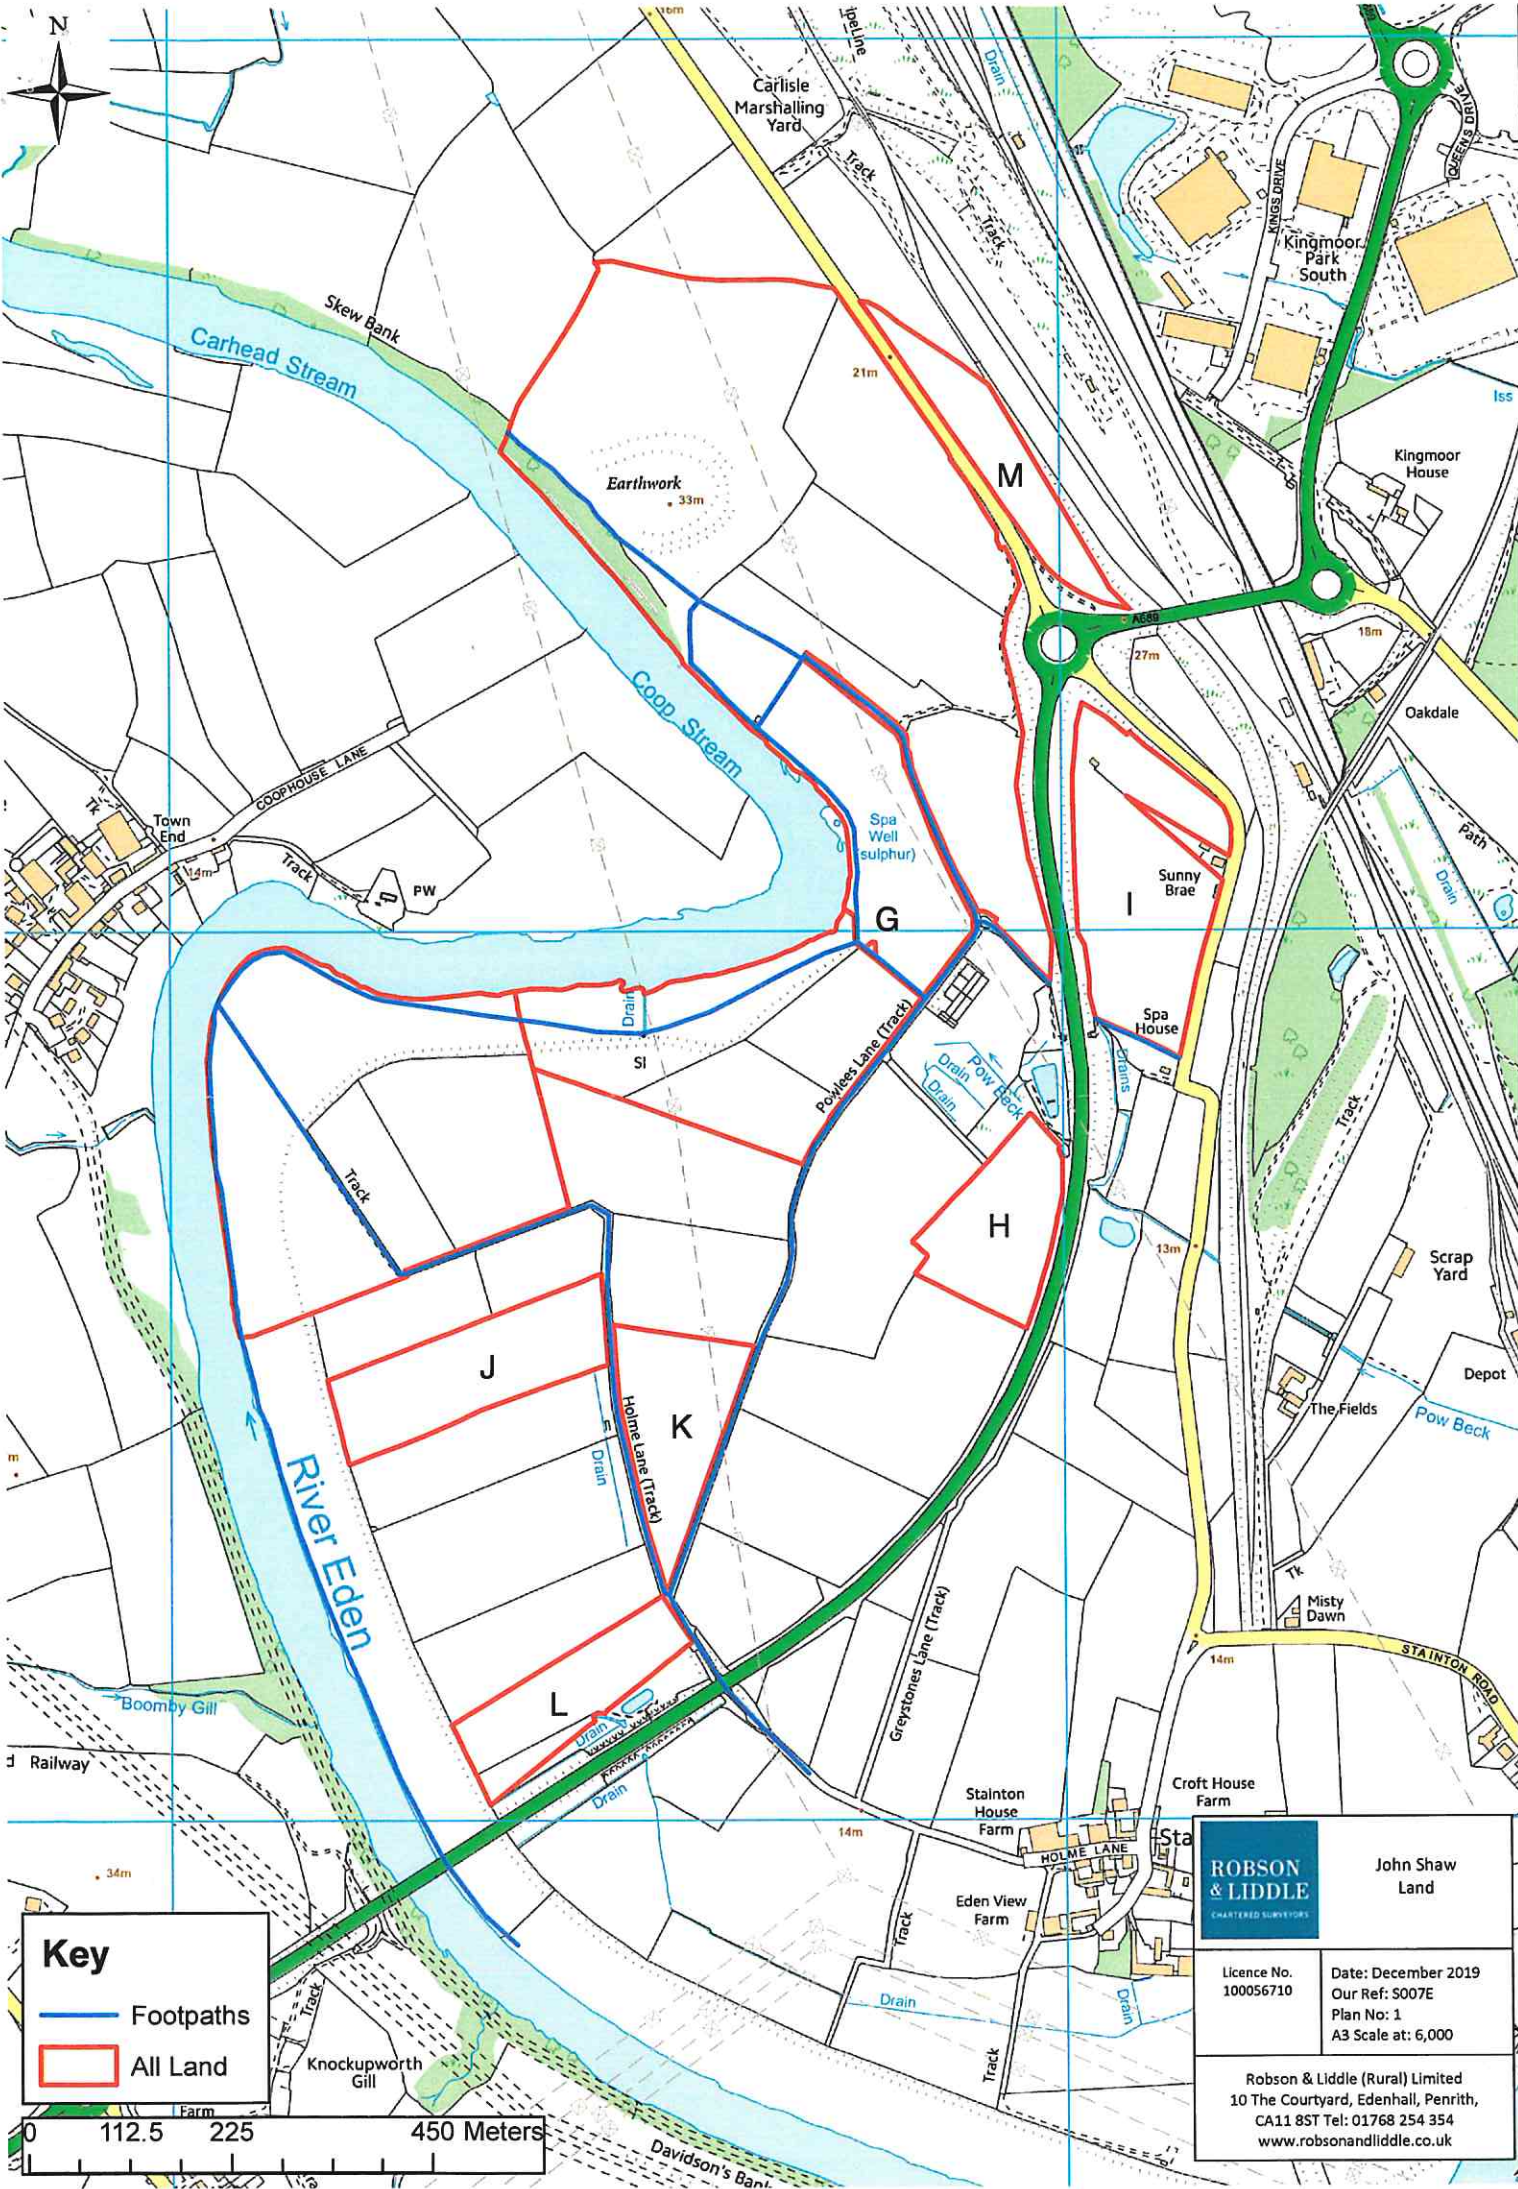 N
16m
ipeLine
Drain
Carlisle
Marshalling
Yard
Track
Track
KINGS DRIVE
QUEEN'S DRIVE
Kingmoor
Park
South
Skew Bank
Carhead Stream
21m
Iss
M
Earthwork
33m
Kingmoor
House
A689
27m
18m
Oakdale
Coop Stream
COOPHOUSE LANE
Tk
Town
End
14m
Track
PW
Spa
Well
(sulphur)
G
Sunny
Brae
I
Path
Drain
Drain
Spa
House
Drains
SI
Powlees Lane (Track)
Drain
Drain
Pow Beck
Track
Track
H
13m
Scrap
Yard
J
K
Holme Lane (Track)
Drain
Depot
The Fields
Pow Beck
m
River Eden
Tk
Misty
Dawn
14m
STAINTON ROAD
Greystones Lane (Track)
Boomby Gill
L
Drain
d Railway
Drain
Stainton
House
Farm
Croft House
Farm
14m
HOLME LANE
Sta
34m
Eden View
Farm
Track
Drain
Drain
Track
Track
Knockupworth
Gill
Farm
Davidson's Bank
Key
Footpaths
All Land
0 112.5 225 450 Meters
ROBSON
& LIDDLE
CHARTERED SURVEYORS
John Shaw
Land
Licence No.
100056710
Date: December 2019
Our Ref: S007E
Plan No: 1
A3 Scale at: 6,000
Robson & Liddle (Rural) Limited
10 The Courtyard, Edenhall, Penrith,
CA11 8ST Tel: 01768 254 354
www.robsonandliddle.co.uk